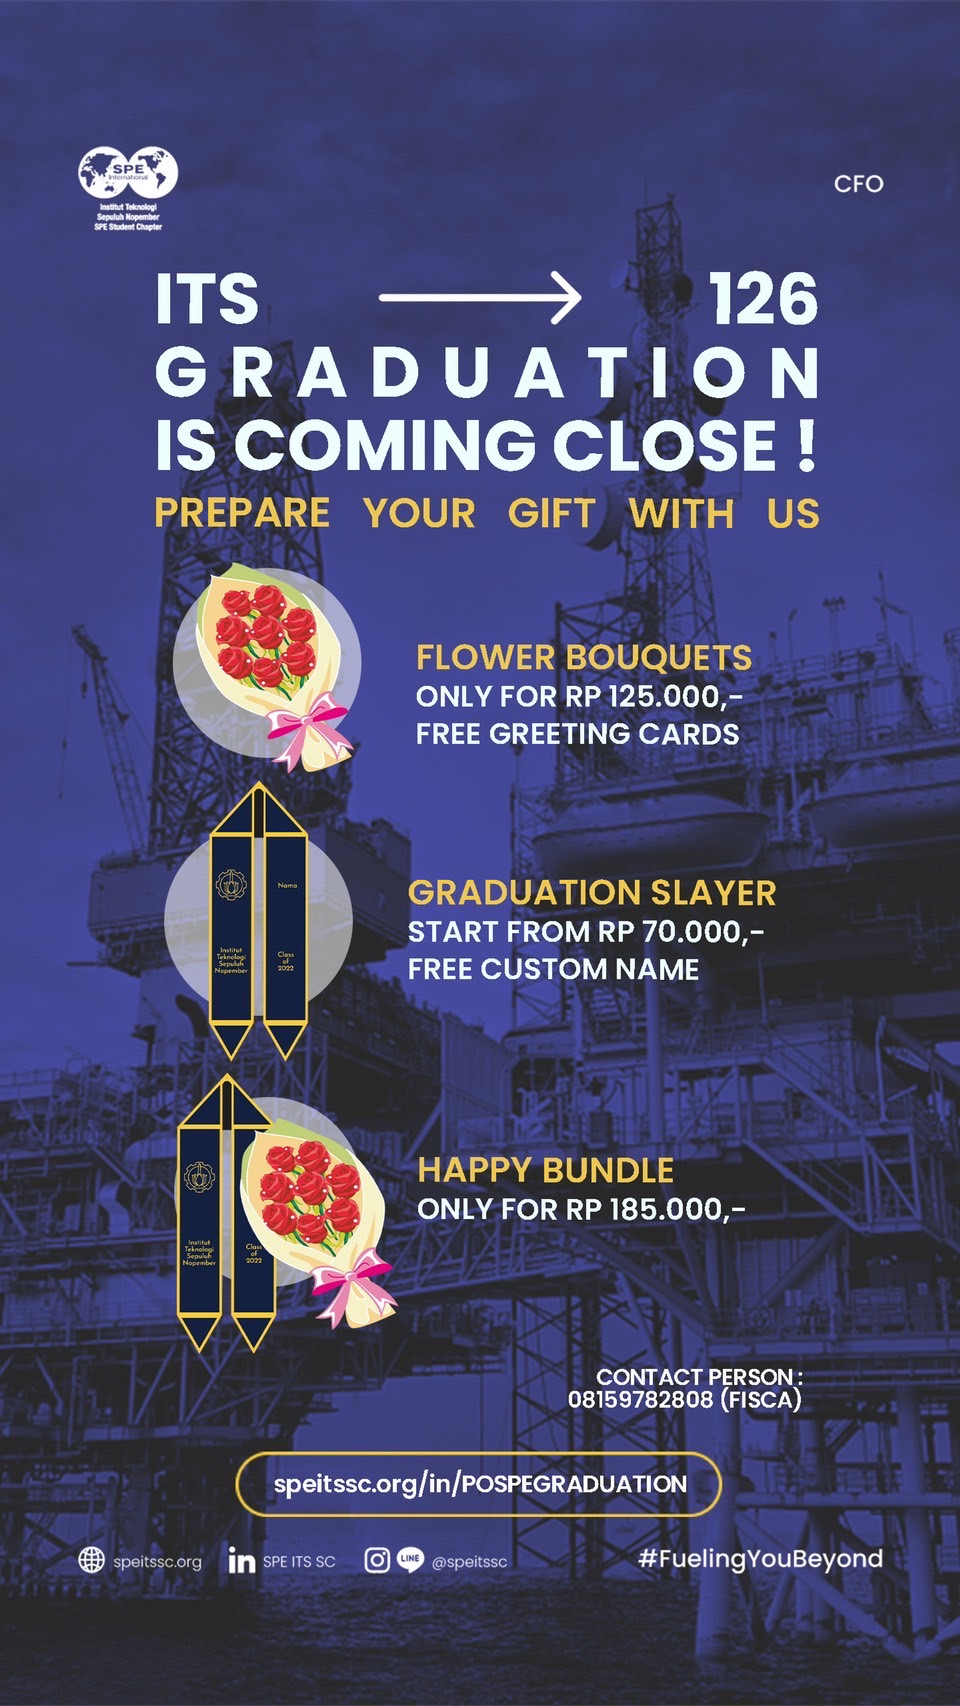 SPE
International
Institut Teknologi
Sepuluh Nopember
SPE Student Chapter
CFO
ITS 126
GRADUATION
IS COMING CLOSE !
PREPARE YOUR GIFT WITH US
FLOWER BOUQUETS
ONLY FOR RP 125.000,-
FREE GREETING CARDS
Nama
Institut
Teknologi
Sepuluh
Nopember
Class
of
2022
GRADUATION SLAYER
START FROM RP 70.000,-
FREE CUSTOM NAME
Institut
Teknologi
Sepuluh
Nopember
Class
of
2022
HAPPY BUNDLE
ONLY FOR RP 185.000,-
CONTACT PERSON :
08159782808 (FISCA)
speitssc.org/in/POSPEGRADUATION
speitssc.org
in SPE ITS SC
LINE @speitssc
#FuelingYouBeyond